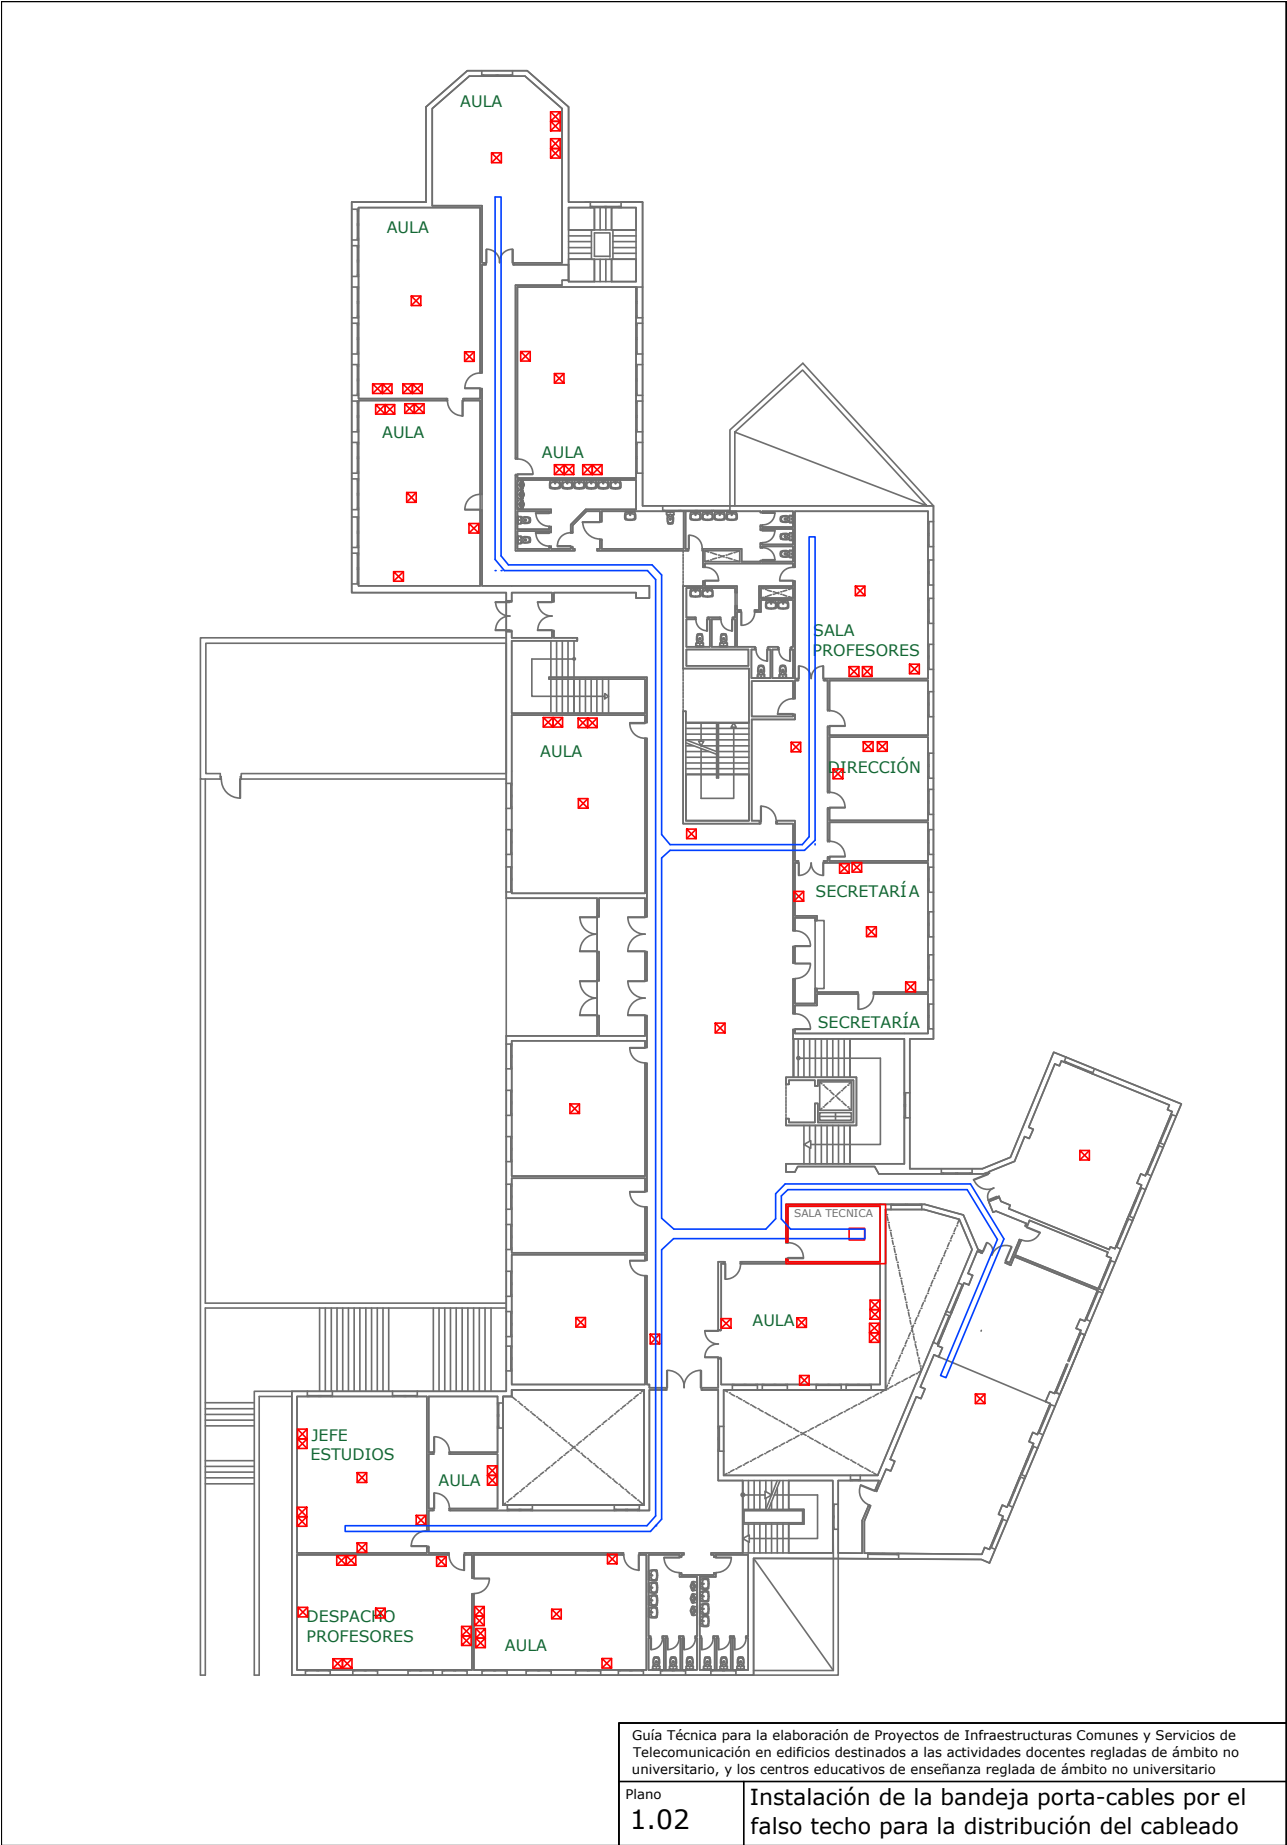 AULA
AULA
AULA
AULA
SALA
PROFESORES
AULA
DIRECCIÓN
SECRETARÍA
SECRETARÍA
SALA TECNICA
AULA
JEFE
ESTUDIOS
AULA
DESPACHO
PROFESORES
AULA
Guía Técnica para la elaboración de Proyectos de Infraestructuras Comunes y Servicios de
Telecomunicación en edificios destinados a las actividades docentes regladas de ámbito no
universitario, y los centros educativos de enseñanza reglada de ámbito no universitario
Plano
1.02
Instalación de la bandeja porta-cables por el
falso techo para la distribución del cableado